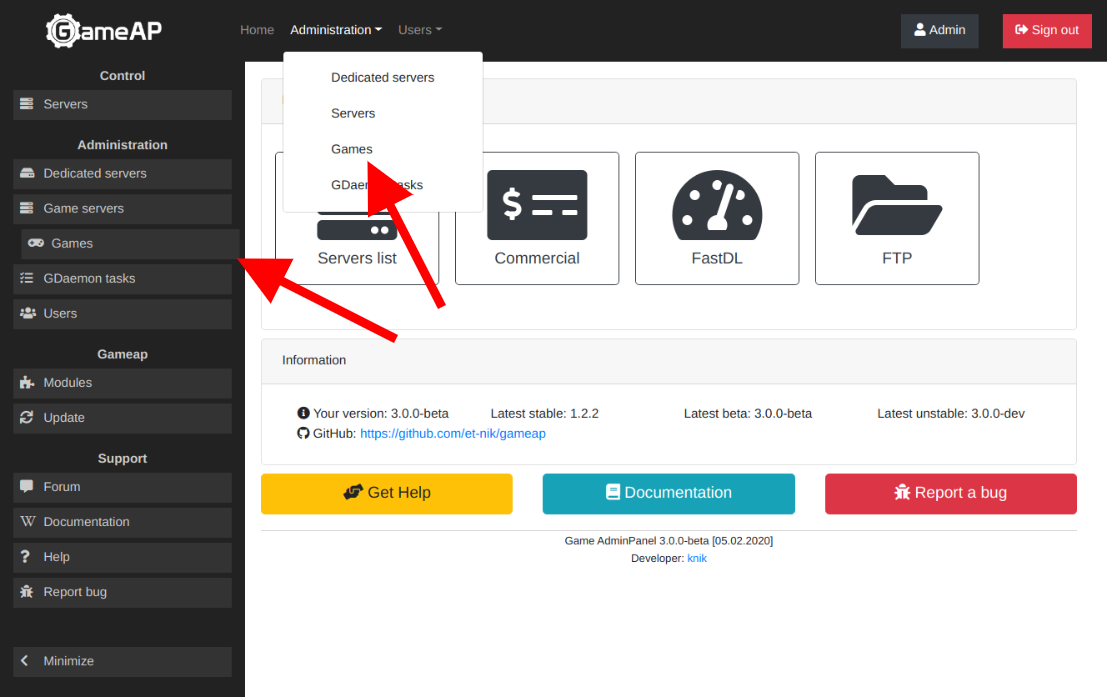 GameAP
Home Administration Users
Admin
Sign out
Control
Servers
Administration
Dedicated servers
Game servers
Games
GDaemon tasks
Users
Gameap
Modules
Update
Support
Forum
Documentation
Help
Report bug
Minimize
Dedicated servers
Servers
Games
Servers list
Commercial
FastDL
FTP
Information
Your version: 3.0.0-beta Latest stable: 1.2.2 Latest beta: 3.0.0-beta Latest unstable: 3.0.0-dev
GitHub: https://github.com/et-nik/gameap
Get Help
Documentation
Report a bug
Game AdminPanel 3.0.0-beta [05.02.2020]
Developer: knik